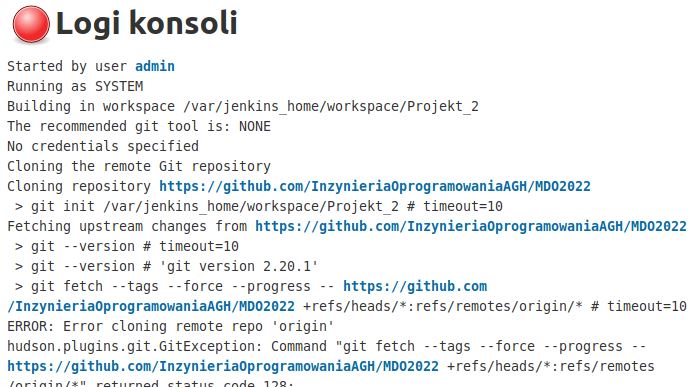 Logi konsoli
Started by user admin
Running as SYSTEM
Building in workspace /var/jenkins_home/workspace/Projekt_2
The recommended git tool is: NONE
No credentials specified
Cloning the remote Git repository
Cloning repository https://github.com/InzynieriaOprogramowaniaAGH/MDO2022
 > git init /var/jenkins_home/workspace/Projekt_2 # timeout=10
Fetching upstream changes from https://github.com/InzynieriaOprogramowaniaAGH/MDO2022
 > git --version # timeout=10
 > git --version # 'git version 2.20.1'
 > git fetch --tags --force --progress -- https://github.com
/InzynieriaOprogramowaniaAGH/MDO2022 +refs/heads/*:refs/remotes/origin/* # timeout=10
ERROR: Error cloning remote repo 'origin'
hudson.plugins.git.GitException: Command "git fetch --tags --force --progress --
https://github.com/InzynieriaOprogramowaniaAGH/MDO2022 +refs/heads/*:refs/remotes
/origin/*" returned status code 128: